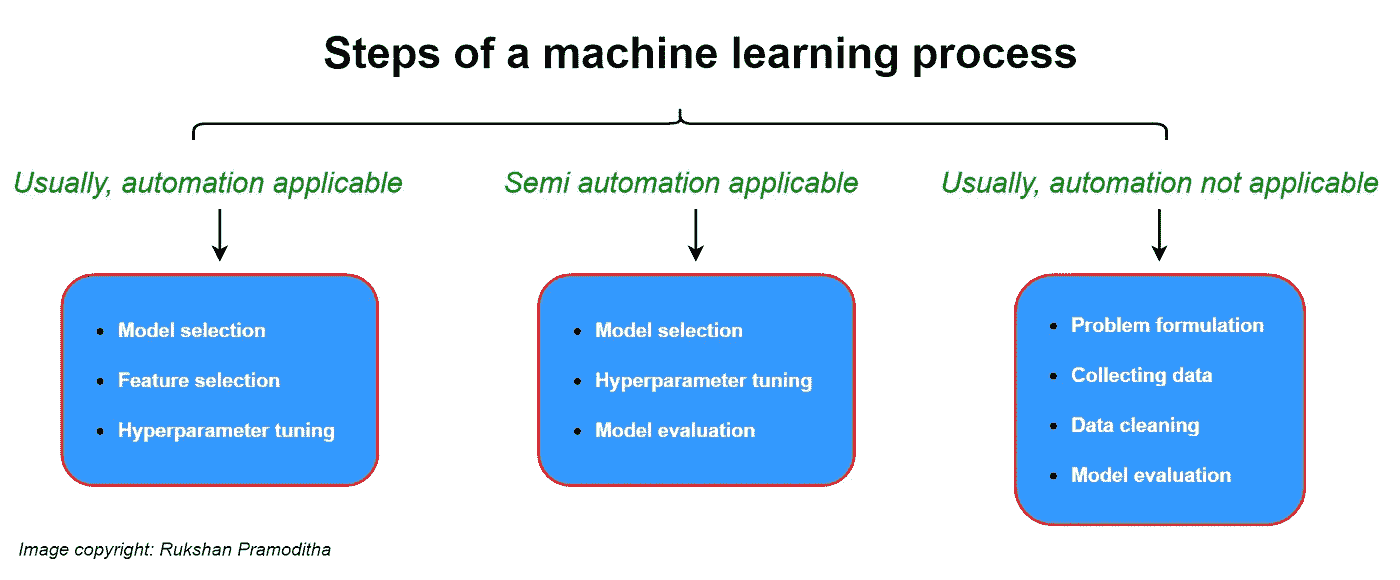 Steps of a machine learning process
Usually, automation applicable
Semi automation applicable
Usually, automation not applicable
• Model selection
• Feature selection
• Hyperparameter tuning
• Model selection
• Hyperparameter tuning
• Model evaluation
• Problem formulation
• Collecting data
• Data cleaning
• Model evaluation
Image copyright: Rukshan Pramoditha